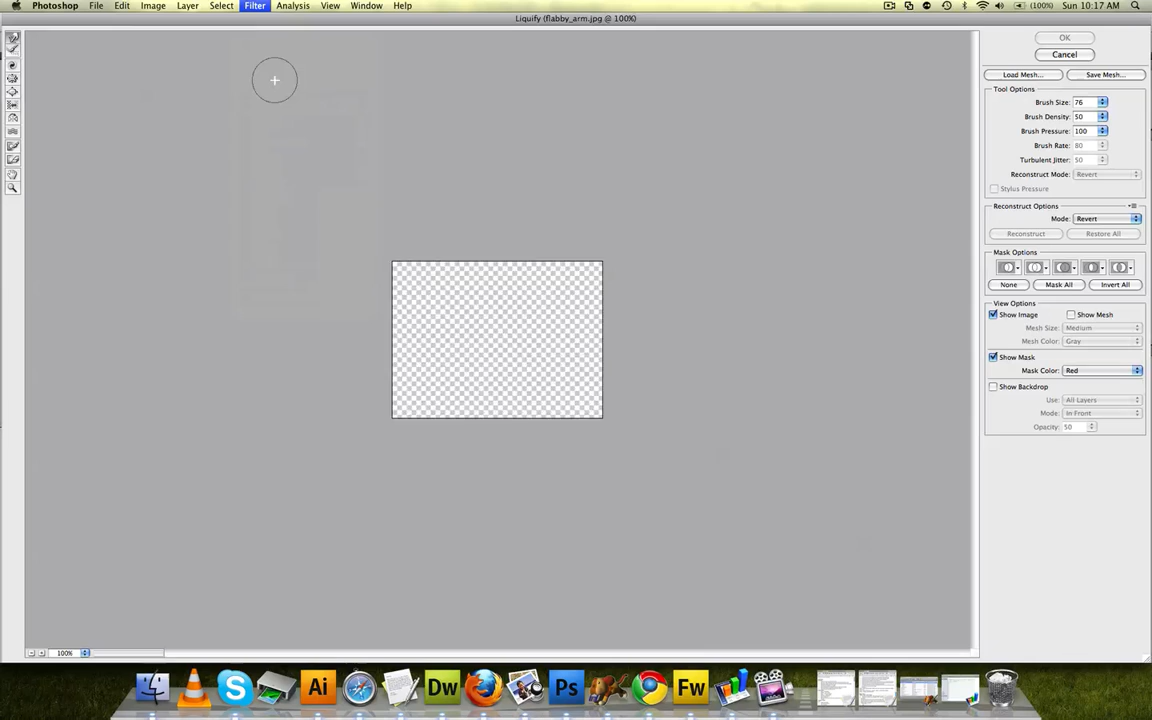 Photoshop File Edit Image Layer Select Filter Analysis View Window Help (100%) Sun 10:17 AM
Liquify (flabby_arm.jpg @ 100%)
OK
Cancel
Load Mesh... Save Mesh...
Tool Options
Brush Size: 76
Brush Density: 50
Brush Pressure: 100
Brush Rate: 80
Turbulent Jitter: 50
Reconstruct Mode: Revert
Stylus Pressure
Reconstruct Options
Mode: Revert
Reconstruct Restore All
Mask Options
None Mask All Invert All
View Options
Show Image Show Mesh
Mesh Size: Medium
Mesh Color: Gray
Show Mask
Mask Color: Red
Show Backdrop
Use: All Layers
Mode: In Front
Opacity: 50
100%
Ai Dw Ps Fw